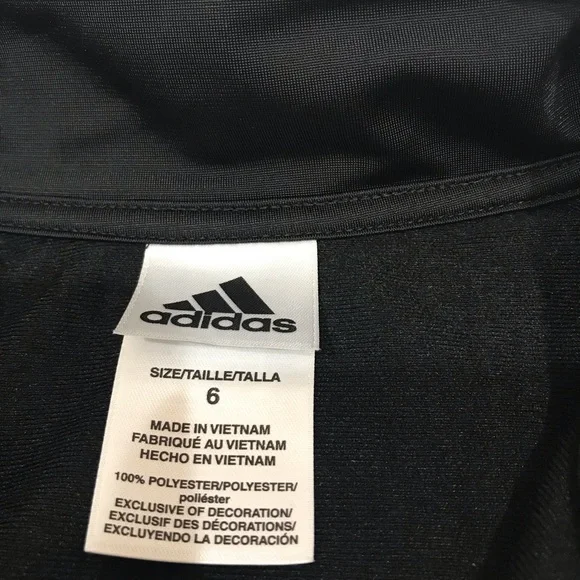 adidas
SIZE/TAILLE/TALLA
6
MADE IN VIETNAM
FABRIQUÉ AU VIETNAM
HECHO EN VIETNAM
100% POLYESTER/POLYESTER/
poliéster
EXCLUSIVE OF DECORATION/
EXCLUSIF DES DÉCORATIONS/
EXCLUYENDO LA DECORACIÓN